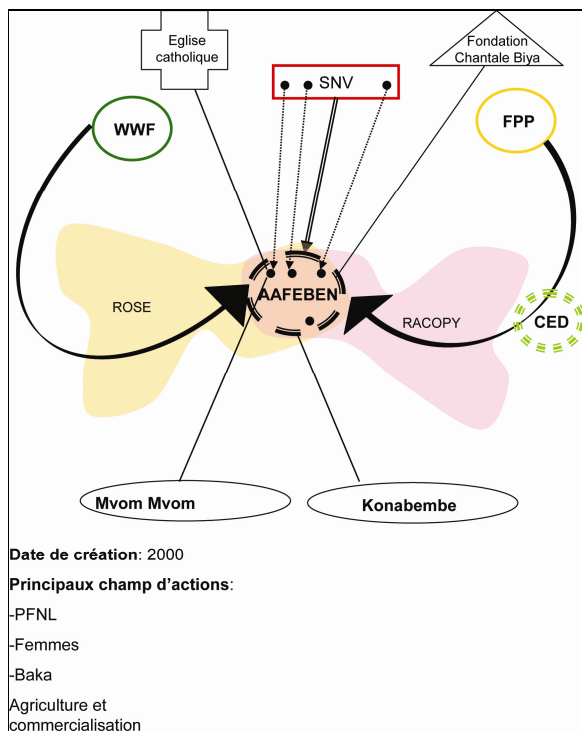 Eglise
catholique
SNV
Fondation
Chantale Biya
WWF
FPP
AAFEBEN
ROSE
RACOPY
CED
Mvom Mvom
Konabembe
Date de création: 2000
Principaux champ d'actions:
-PFNL
-Femmes
-Baka
Agriculture et
commercialisation